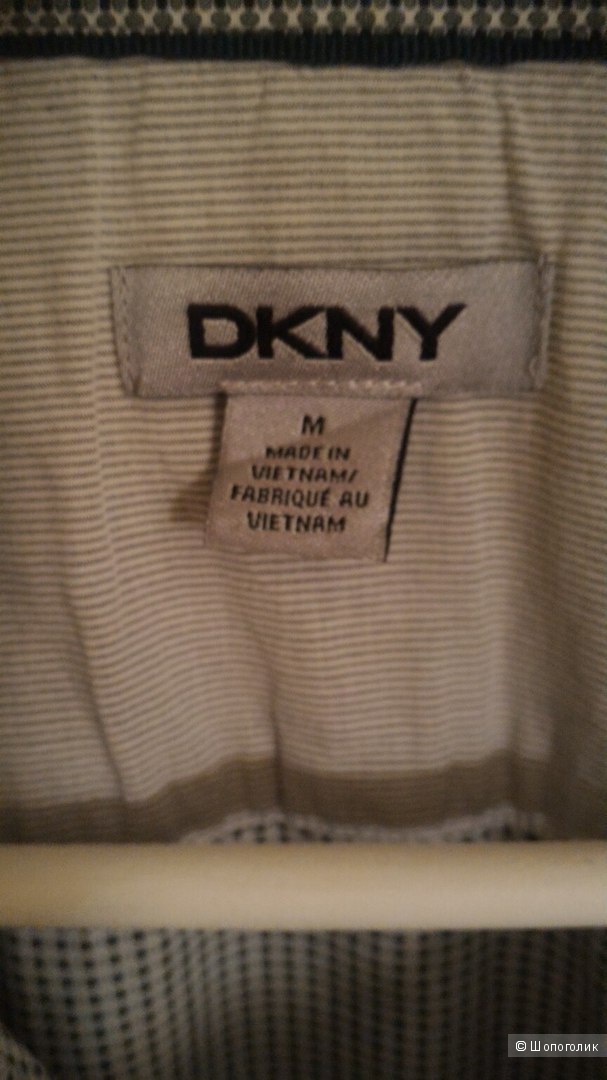 DKNY
M
MADE IN
VIETNAM/
FABRIQUÉ AU
VIETNAM
© Шопоголик